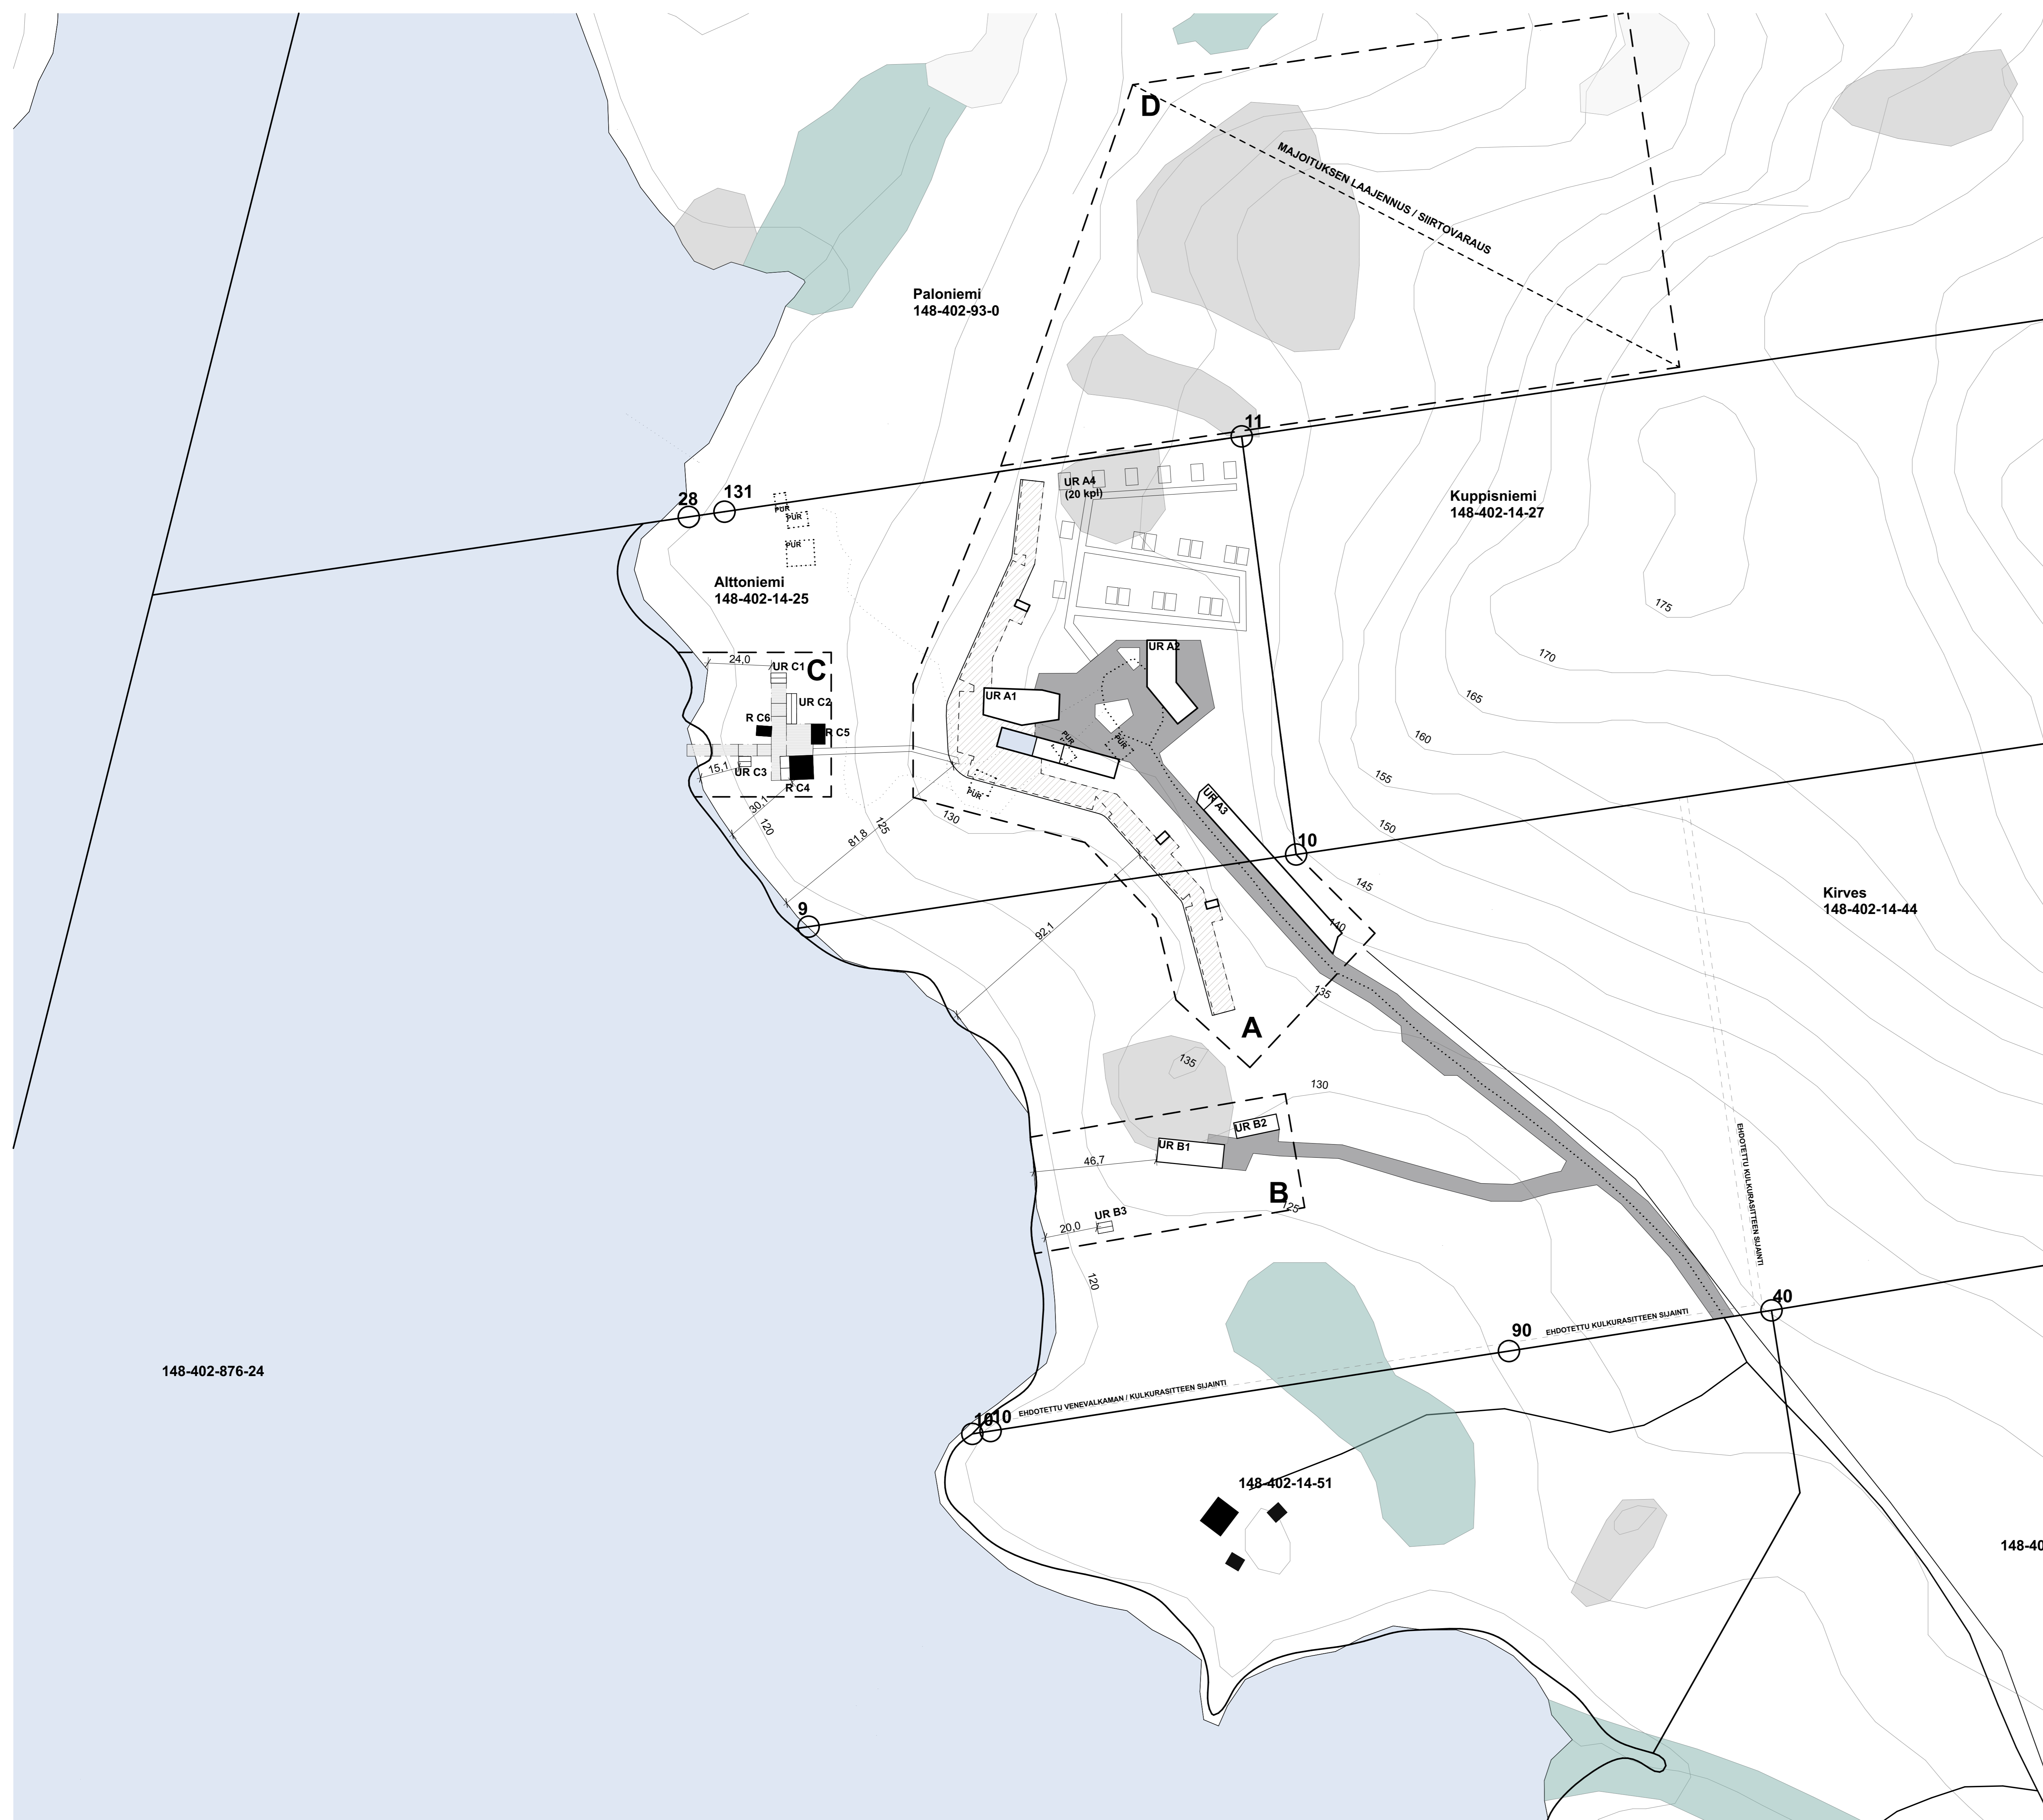 D
MAJOITUKSEN LAAJENNUS / SIIRTOVARAUS
Paloniemi
148-402-93-0
11
UR A4
(20 kpl)
28
131
PUR
PUR
PUR
Kuppisniemi
148-402-14-27
Alttoniemi
148-402-14-25
175
170
165
160
155
150
145
140
135
24,0
UR C1
C
UR C2
R C6
R C5
UR C3
R C4
15,1
30,1
120
81,8
125
130
UR A1
UR A2
PUR
PUR
PUR
UR A3
10
9
92,1
Kirves
148-402-14-44
A
135
130
UR B1
UR B2
46,7
B
125
UR B3
20,0
120
EHDOTETTU KULKURASITTEEN SIJAINTI
40
90
EHDOTETTU KULKURASITTEEN SIJAINTI
EHDOTETTU VENEVALKAMAN / KULKURASITTEEN SIJAINTI
10
10
148-402-876-24
148-402-14-51
148-40